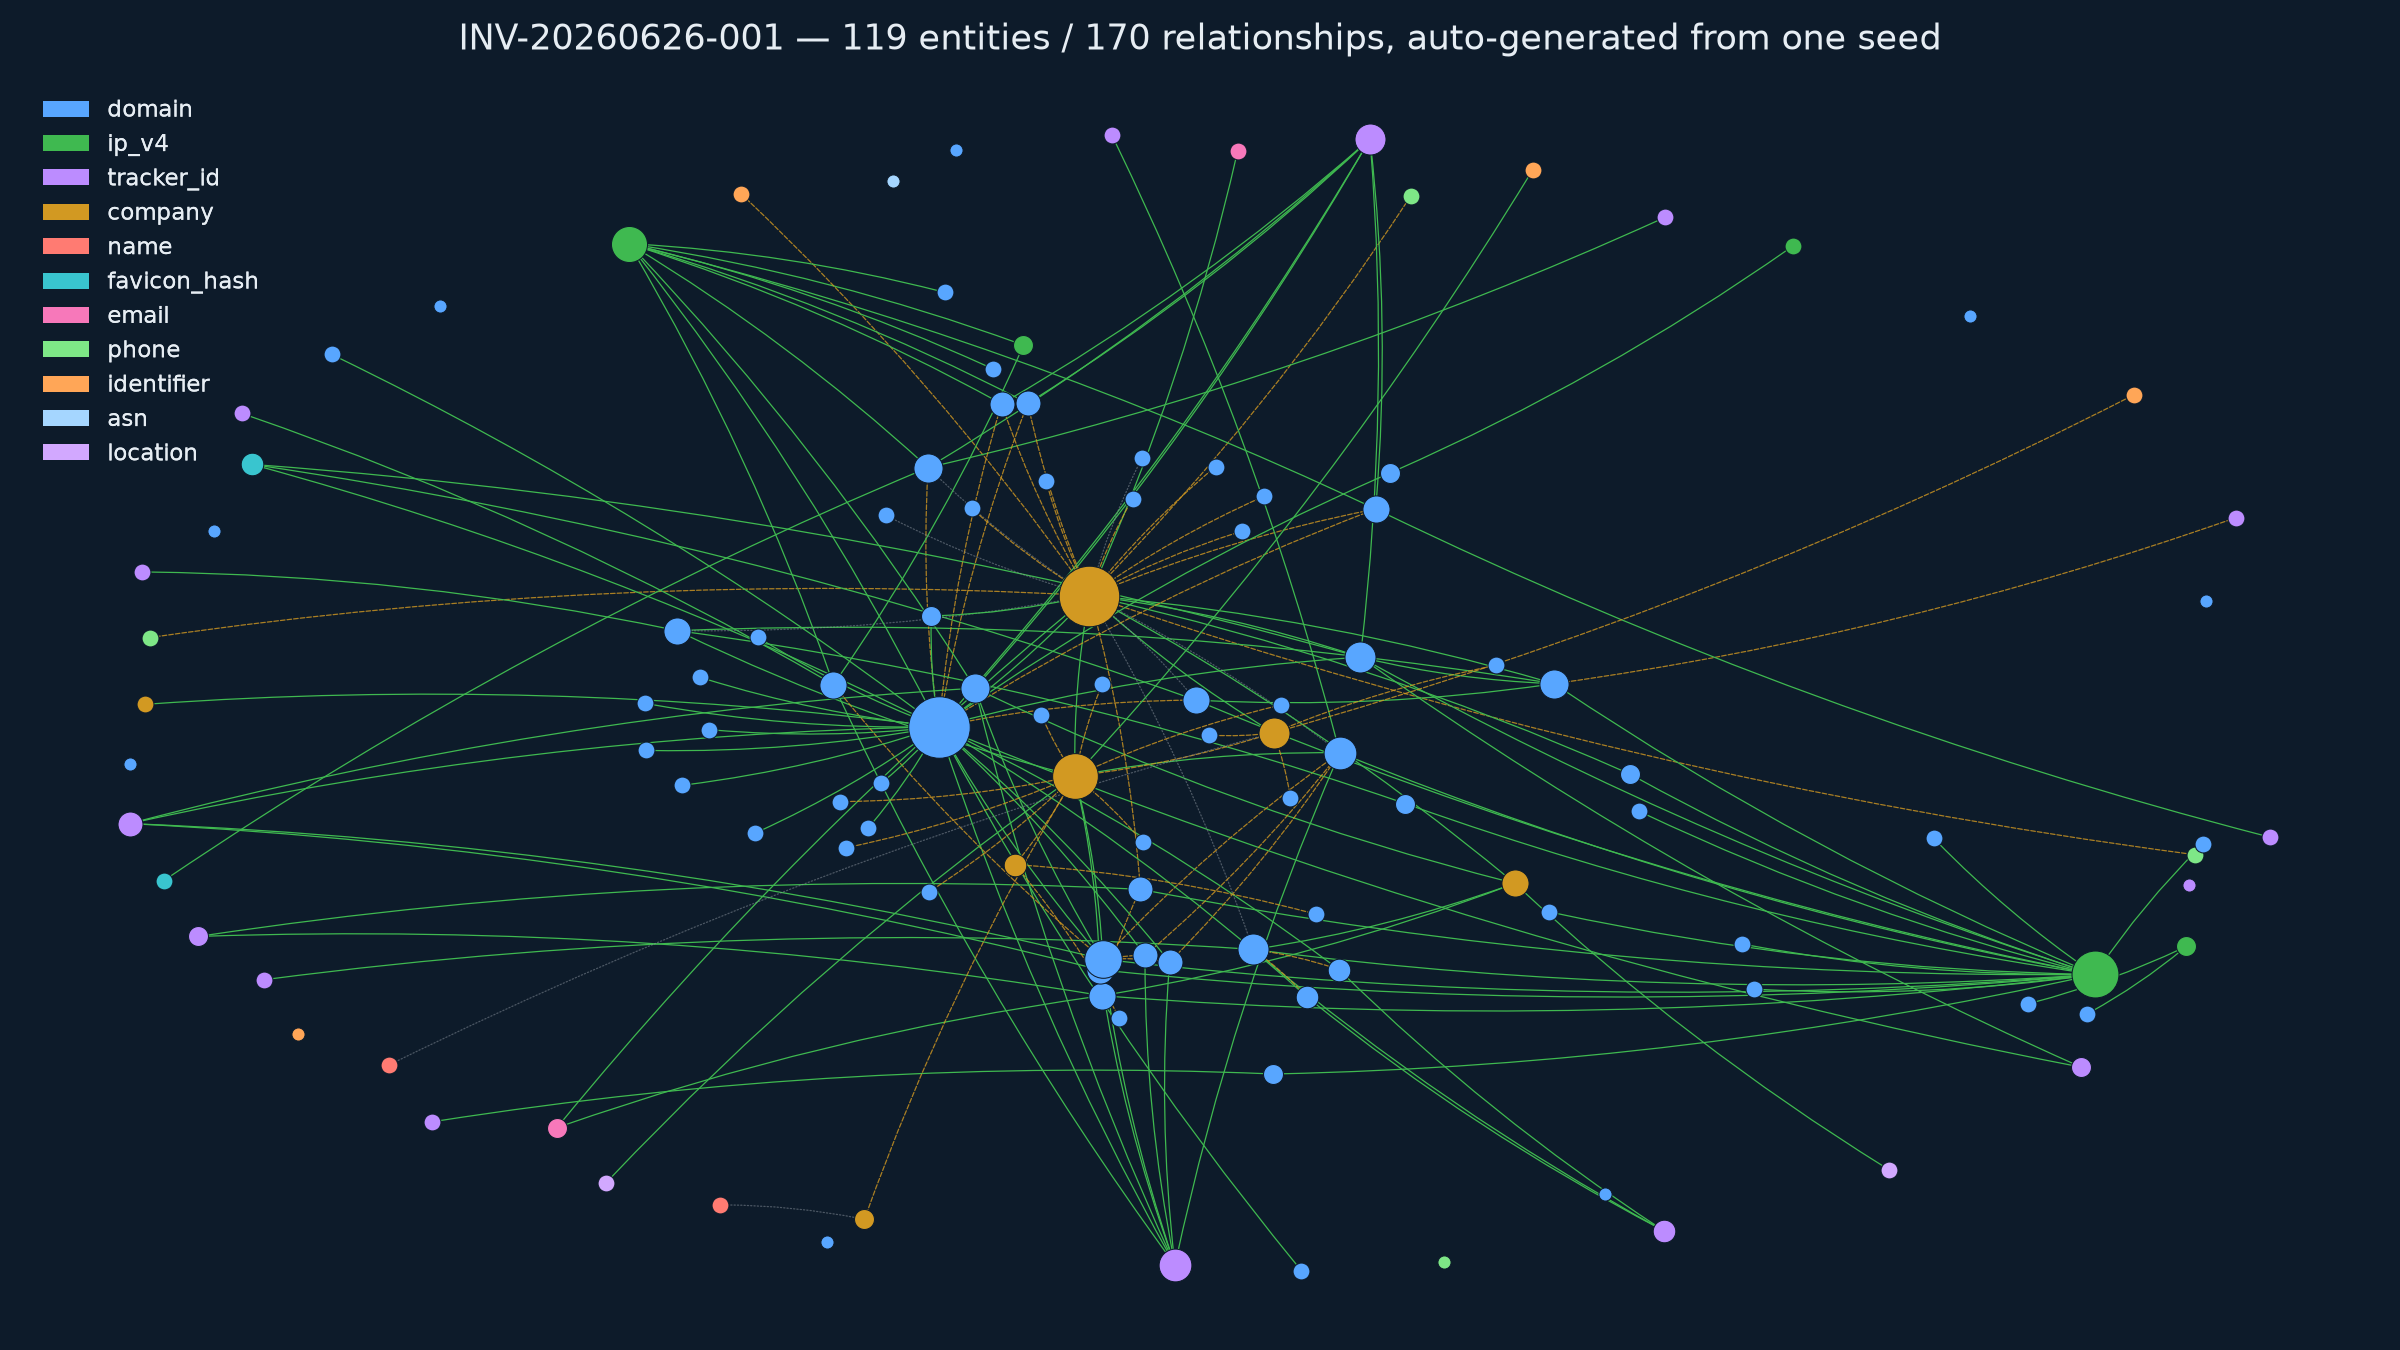 INV-20260626-001 — 119 entities / 170 relationships, auto-generated from one seed
domain
ip_v4
tracker_id
company
name
favicon_hash
email
phone
identifier
asn
location